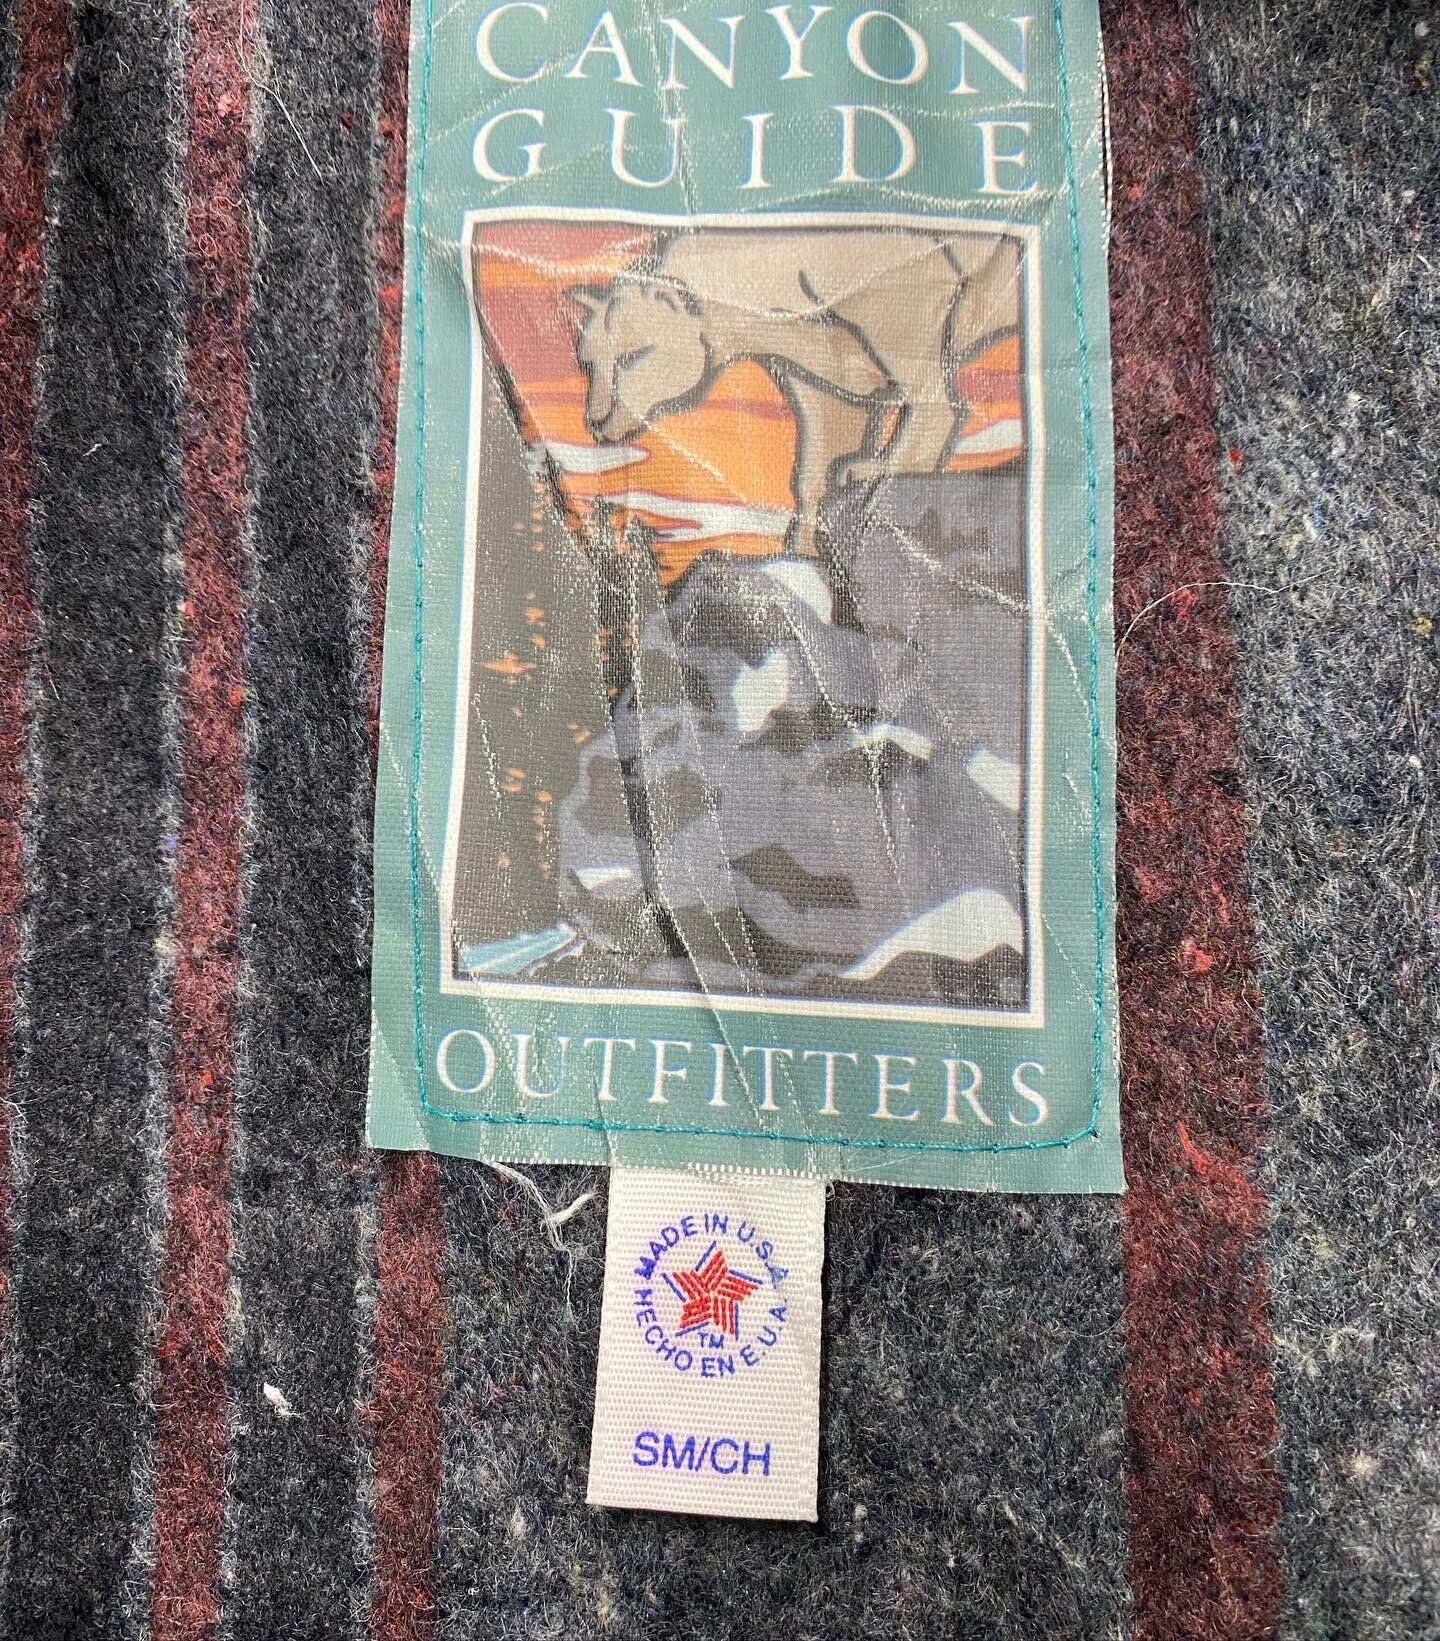 CANYON
GUIDE
OUTFITTERS
MADE IN U.S.A
HECHO EN E.U.A.
TM
SM/CH